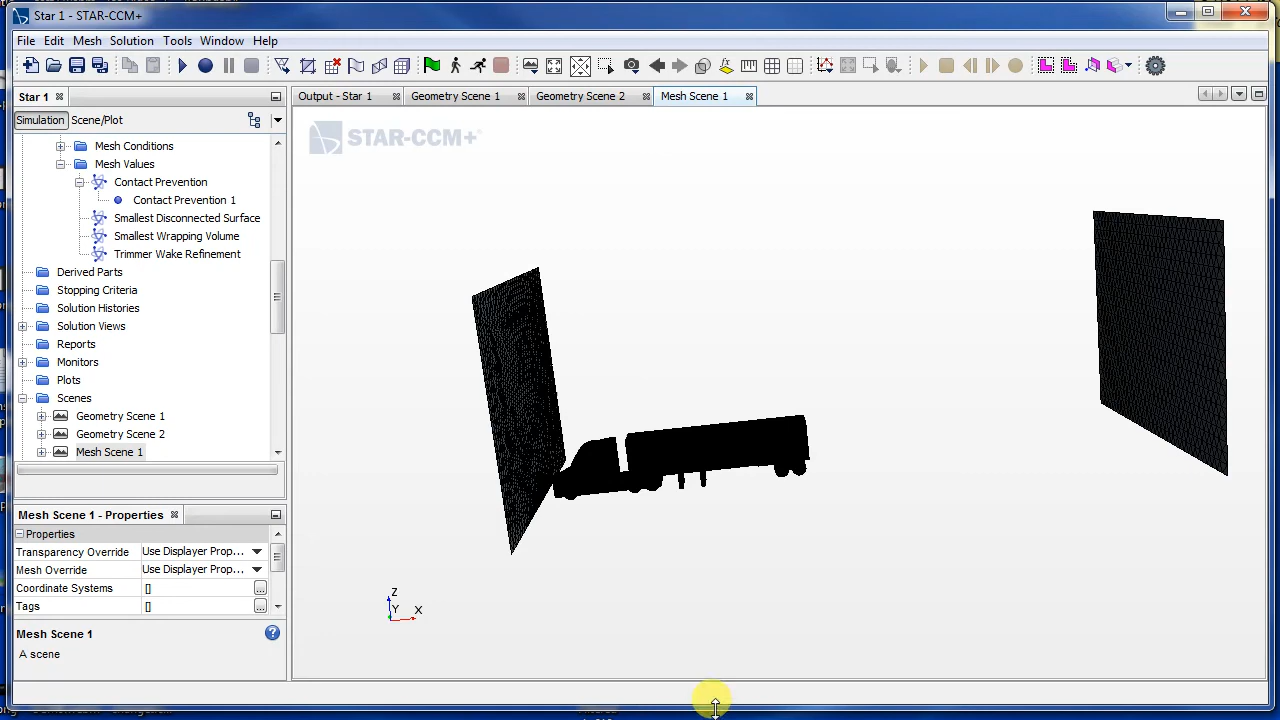 Star 1 - STAR-CCM+
File Edit Mesh Solution Tools Window Help
Star 1
Output - Star 1
Geometry Scene 1
Geometry Scene 2
Mesh Scene 1
Simulation Scene/Plot
STAR-CCM+
Mesh Conditions
Mesh Values
Contact Prevention
Contact Prevention 1
Smallest Disconnected Surface
Smallest Wrapping Volume
Trimmer Wake Refinement
Derived Parts
Stopping Criteria
Solution Histories
Solution Views
Reports
Monitors
Plots
Scenes
Geometry Scene 1
Geometry Scene 2
Mesh Scene 1
Mesh Scene 1 - Properties
Properties
Transparency Override Use Displayer Prop...
Mesh Override Use Displayer Prop...
Coordinate Systems []
Tags []
Mesh Scene 1
A scene
Z
Y X